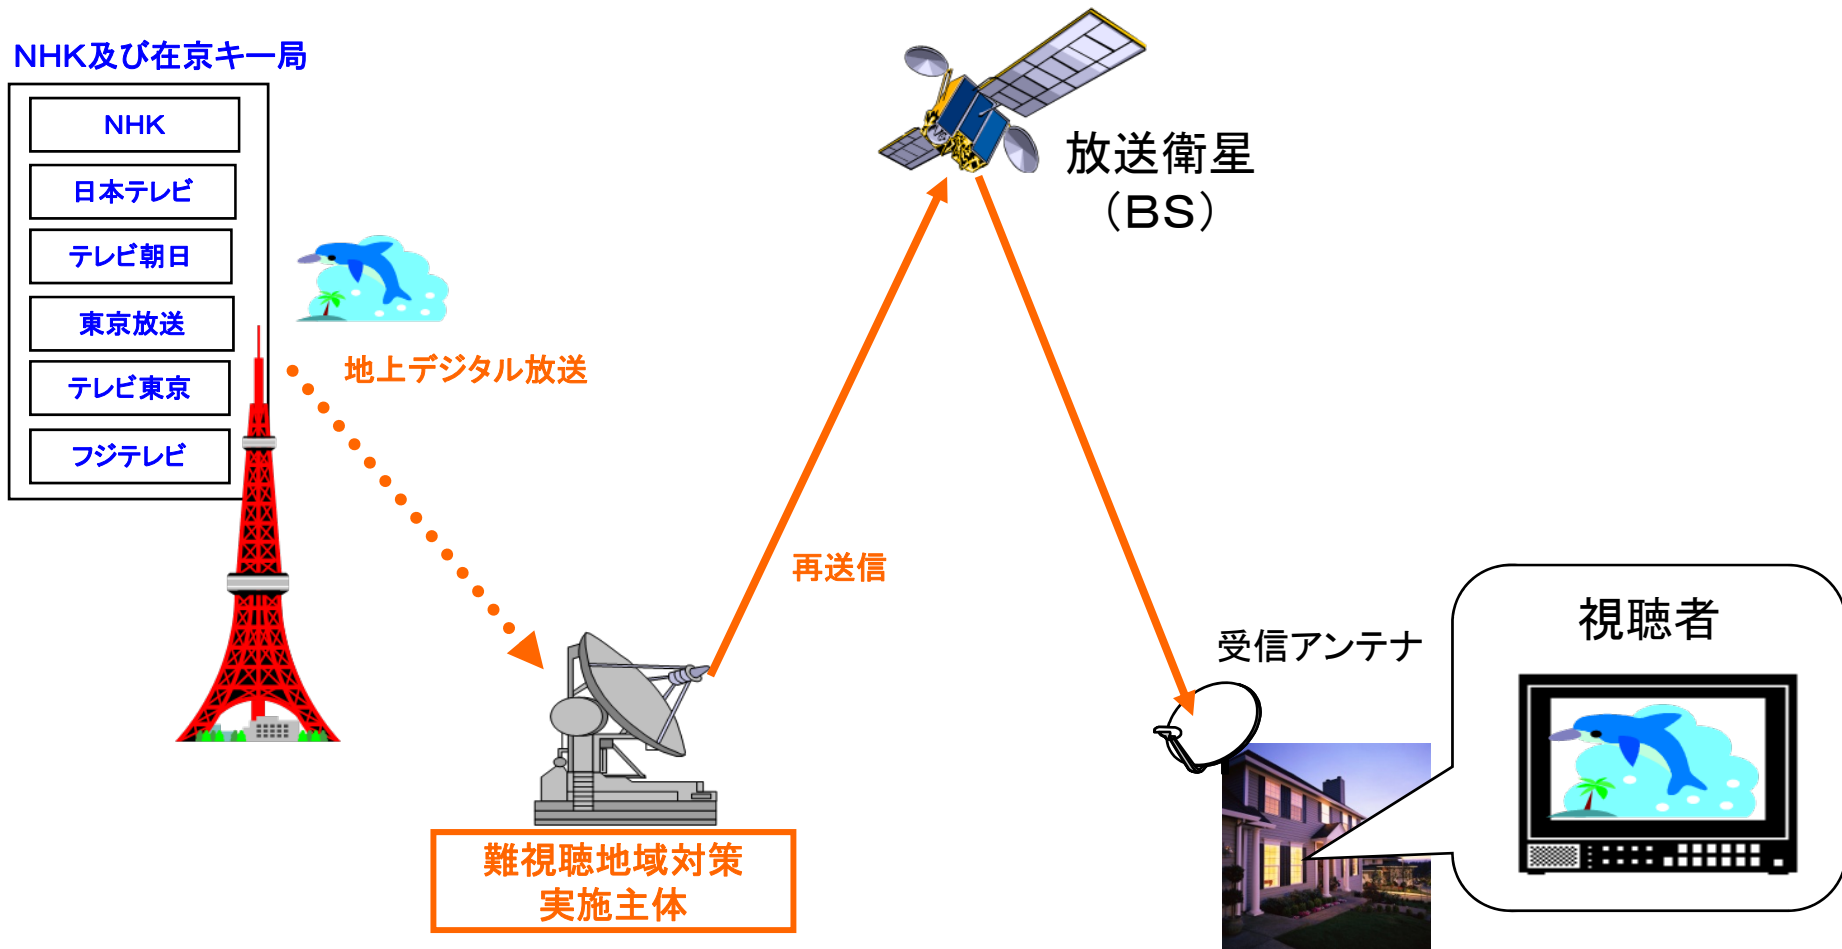 NHK及び在京キー局
NHK
日本テレビ
テレビ朝日
東京放送
テレビ東京
フジテレビ
地上デジタル放送
放送衛星
（BS）
再送信
難視聴地域対策
実施主体
受信アンテナ
視聴者